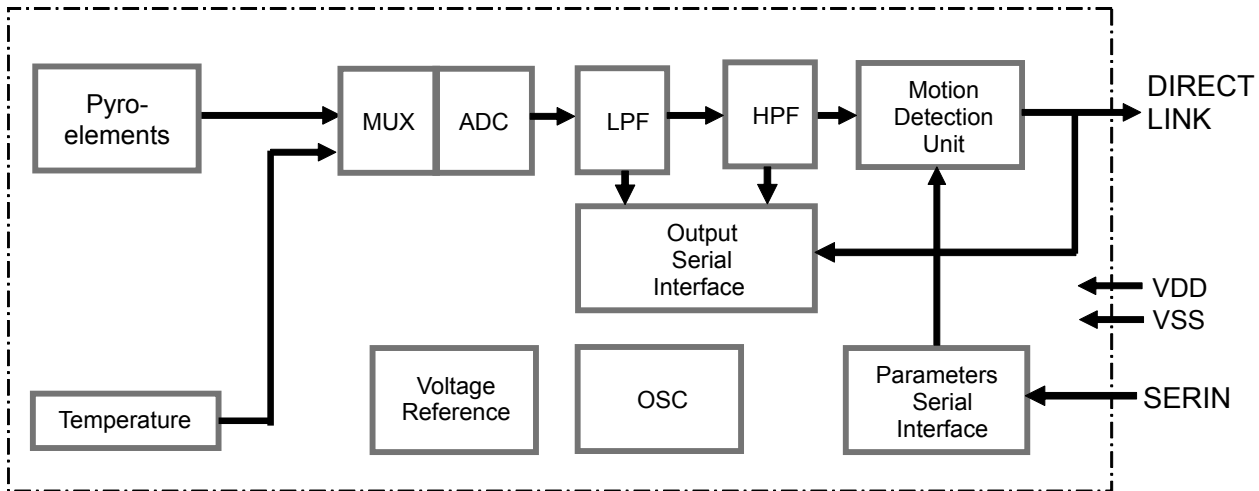 Pyro-
elements
MUX
ADC
LPF
HPF
Motion
Detection
Unit
DIRECT
LINK
Output
Serial
Interface
VDD
VSS
Temperature
Voltage
Reference
OSC
Parameters
Serial
Interface
SERIN